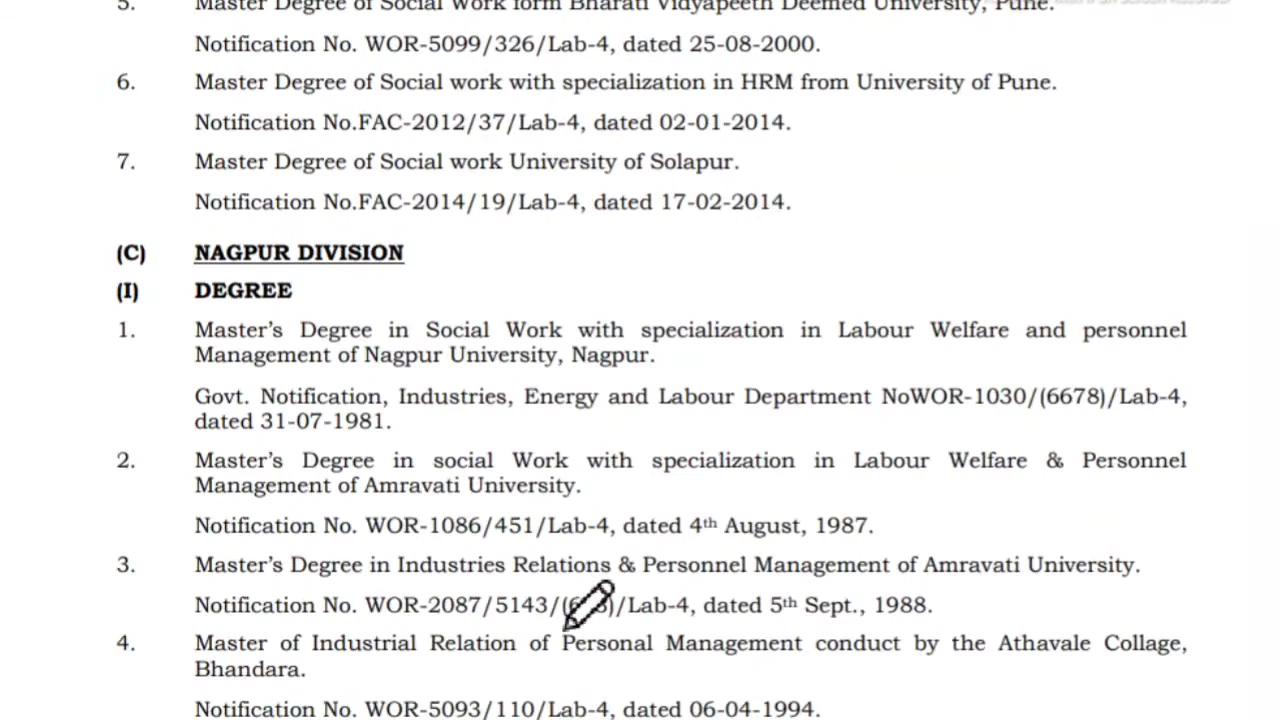 5. Master Degree of Social Work form Bharati Vidyapeeth Deemed University, Pune.
Notification No. WOR-5099/326/Lab-4, dated 25-08-2000.
6. Master Degree of Social work with specialization in HRM from University of Pune.
Notification No.FAC-2012/37/Lab-4, dated 02-01-2014.
7. Master Degree of Social work University of Solapur.
Notification No.FAC-2014/19/Lab-4, dated 17-02-2014.
(C) NAGPUR DIVISION
(I) DEGREE
1. Master's Degree in Social Work with specialization in Labour Welfare and personnel
Management of Nagpur University, Nagpur.
Govt. Notification, Industries, Energy and Labour Department NoWOR-1030/(6678)/Lab-4,
dated 31-07-1981.
2. Master's Degree in social Work with specialization in Labour Welfare & Personnel
Management of Amravati University.
Notification No. WOR-1086/451/Lab-4, dated 4th August, 1987.
3. Master's Degree in Industries Relations & Personnel Management of Amravati University.
Notification No. WOR-2087/5143/ /Lab-4, dated 5th Sept., 1988.
4. Master of Industrial Relation of Personal Management conduct by the Athavale Collage,
Bhandara.
Notification No. WOR-5093/110/Lab-4, dated 06-04-1994.